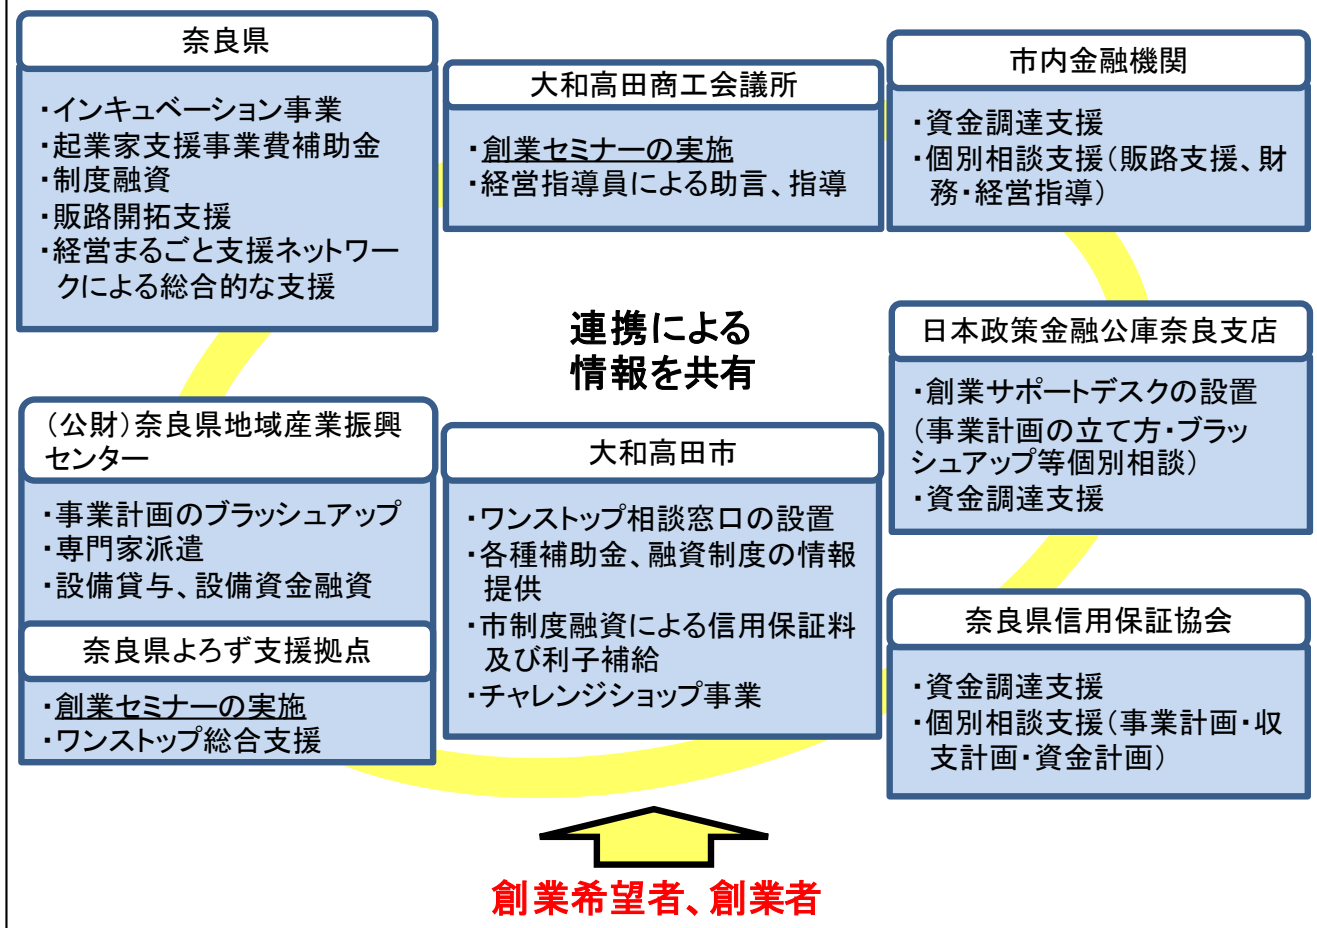 奈良県
・インキュベーション事業
・起業家支援事業費補助金
・制度融資
・販路開拓支援
・経営まるごと支援ネットワー
クによる総合的な支援
大和高田商工会議所
・創業セミナーの実施
・経営指導員による助言、指導
市内金融機関
・資金調達支援
・個別相談支援（販路支援、財
務・経営指導）
連携による
情報を共有
日本政策金融公庫奈良支店
・創業サポートデスクの設置
（事業計画の立て方・ブラッ
シュアップ等個別相談）
・資金調達支援
（公財）奈良県地域産業振興
センター
・事業計画のブラッシュアップ
・専門家派遣
・設備貸与、設備資金融資
奈良県よろず支援拠点
・創業セミナーの実施
・ワンストップ総合支援
大和高田市
・ワンストップ相談窓口の設置
・各種補助金、融資制度の情報
提供
・市制度融資による信用保証料
及び利子補給
・チャレンジショップ事業
奈良県信用保証協会
・資金調達支援
・個別相談支援（事業計画・収
支計画・資金計画）
創業希望者、創業者